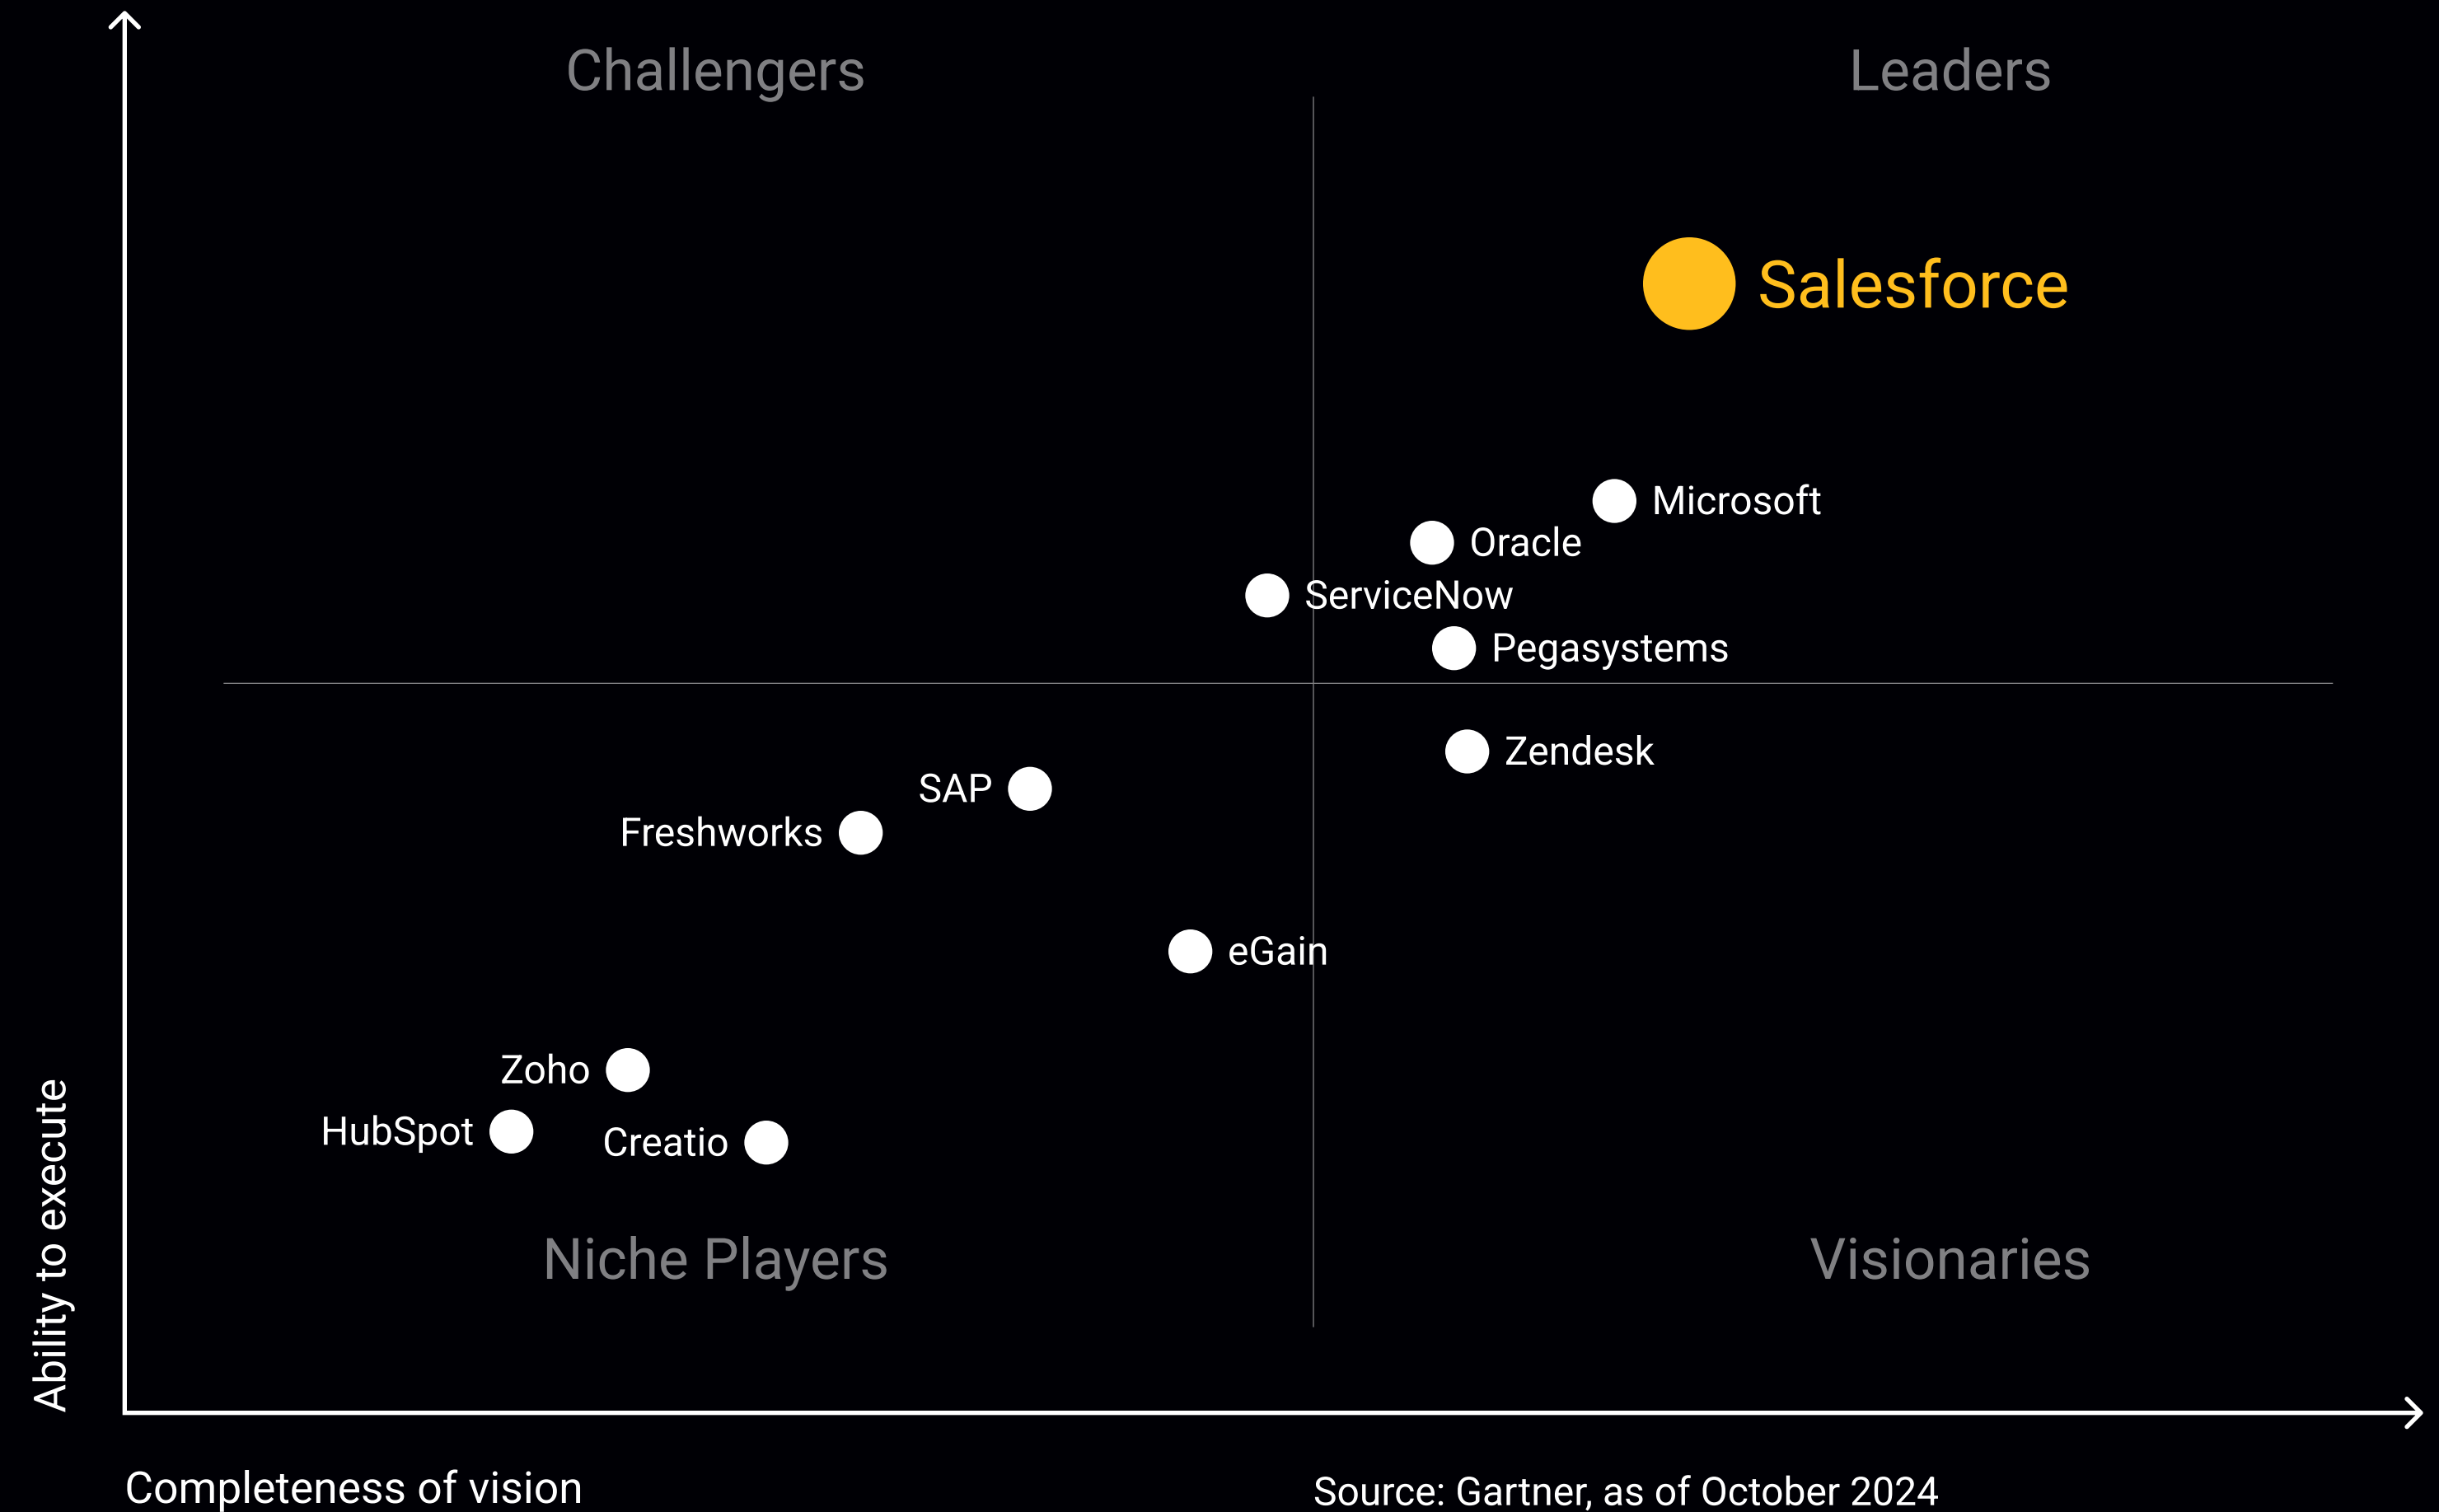 Challengers
Leaders
Salesforce
Microsoft
Oracle
ServiceNow
Pegasystems
Zendesk
SAP
Freshworks
eGain
Zoho
HubSpot
Creatio
Niche Players
Visionaries
Ability to execute
Completeness of vision
Source: Gartner, as of October 2024